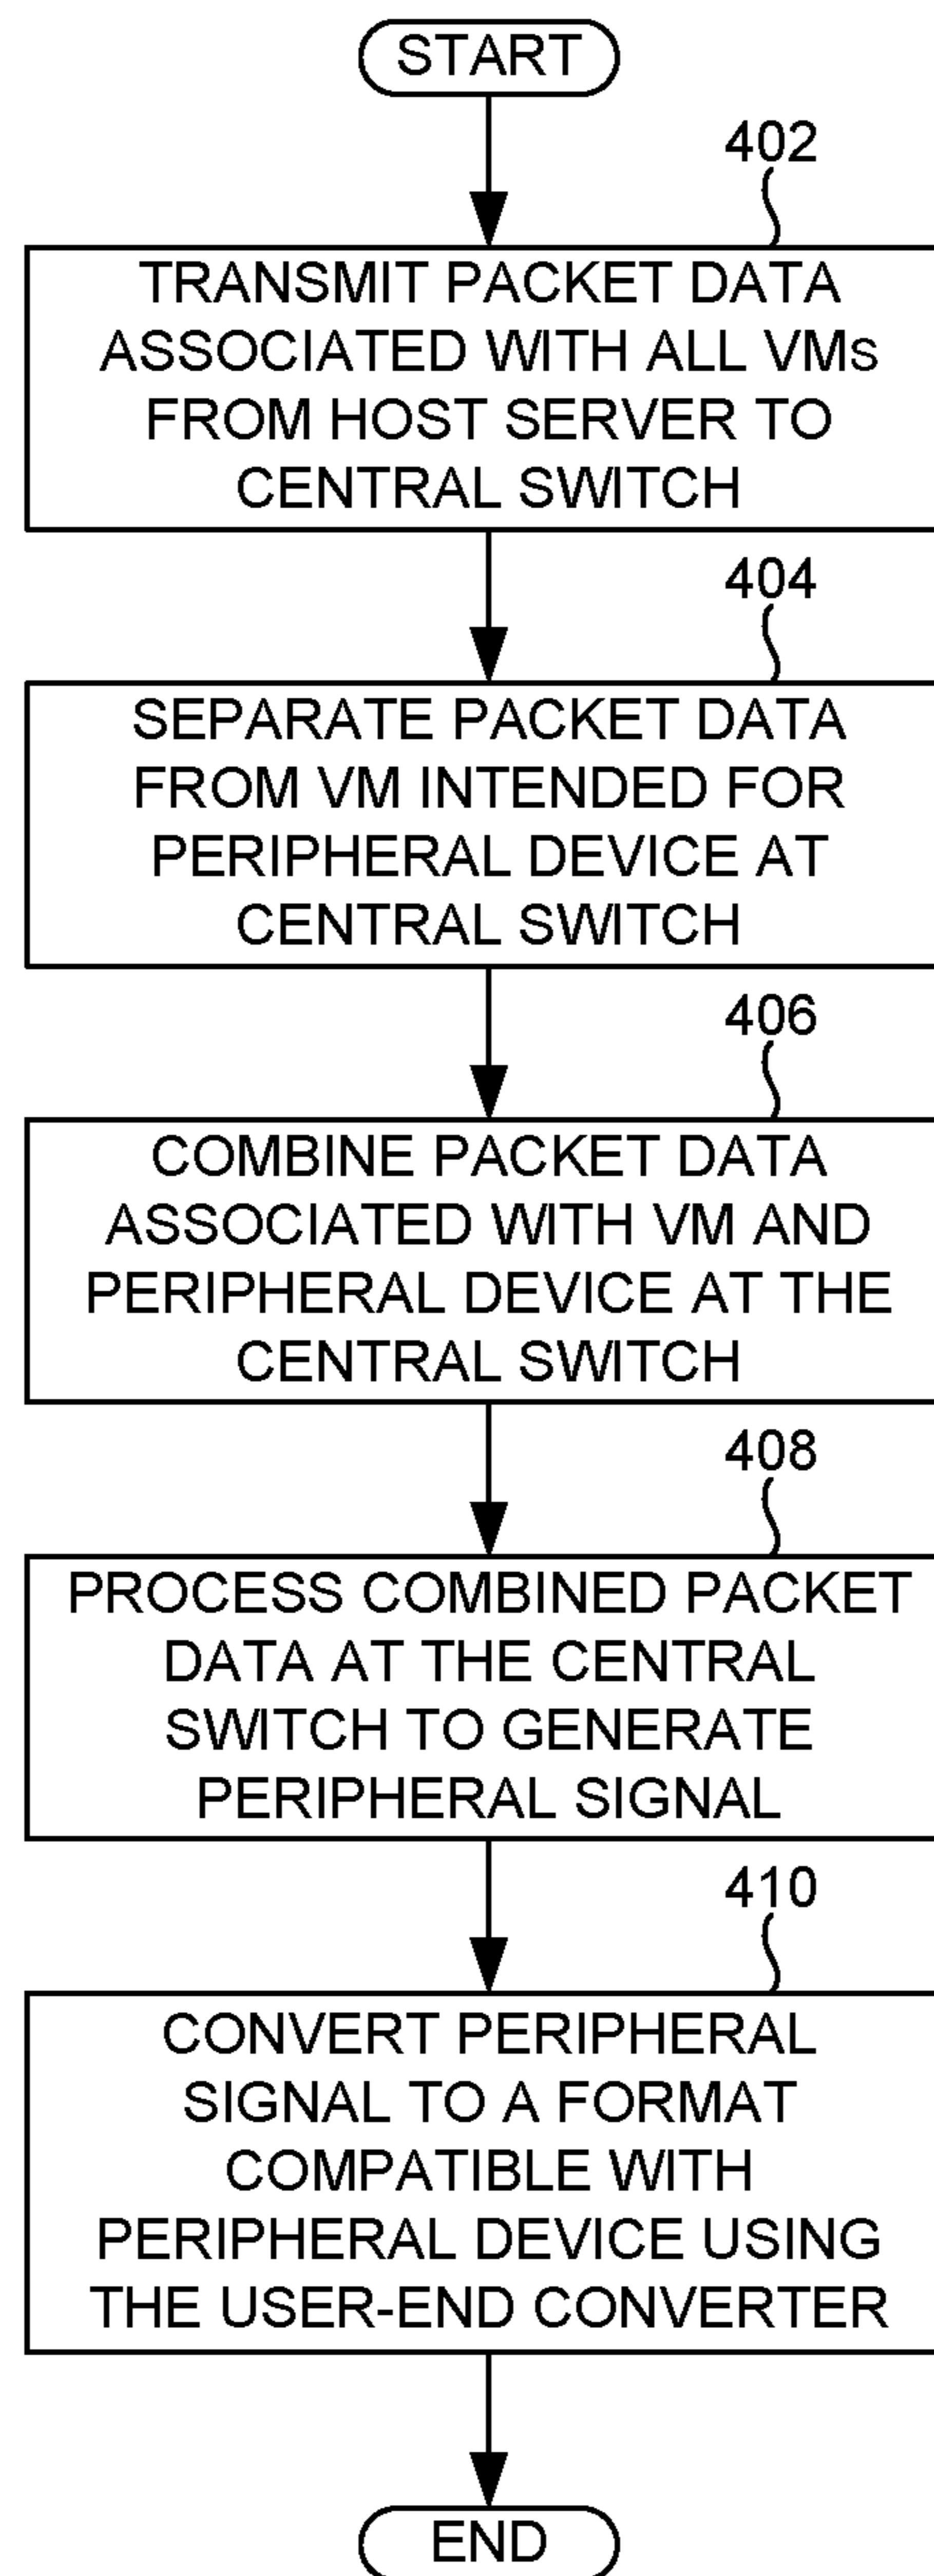 START
402
TRANSMIT PACKET DATA
ASSOCIATED WITH ALL VMs
FROM HOST SERVER TO
CENTRAL SWITCH
404
SEPARATE PACKET DATA
FROM VM INTENDED FOR
PERIPHERAL DEVICE AT
CENTRAL SWITCH
406
COMBINE PACKET DATA
ASSOCIATED WITH VM AND
PERIPHERAL DEVICE AT THE
CENTRAL SWITCH
408
PROCESS COMBINED PACKET
DATA AT THE CENTRAL
SWITCH TO GENERATE
PERIPHERAL SIGNAL
410
CONVERT PERIPHERAL
SIGNAL TO A FORMAT
COMPATIBLE WITH
PERIPHERAL DEVICE USING
THE USER-END CONVERTER
END